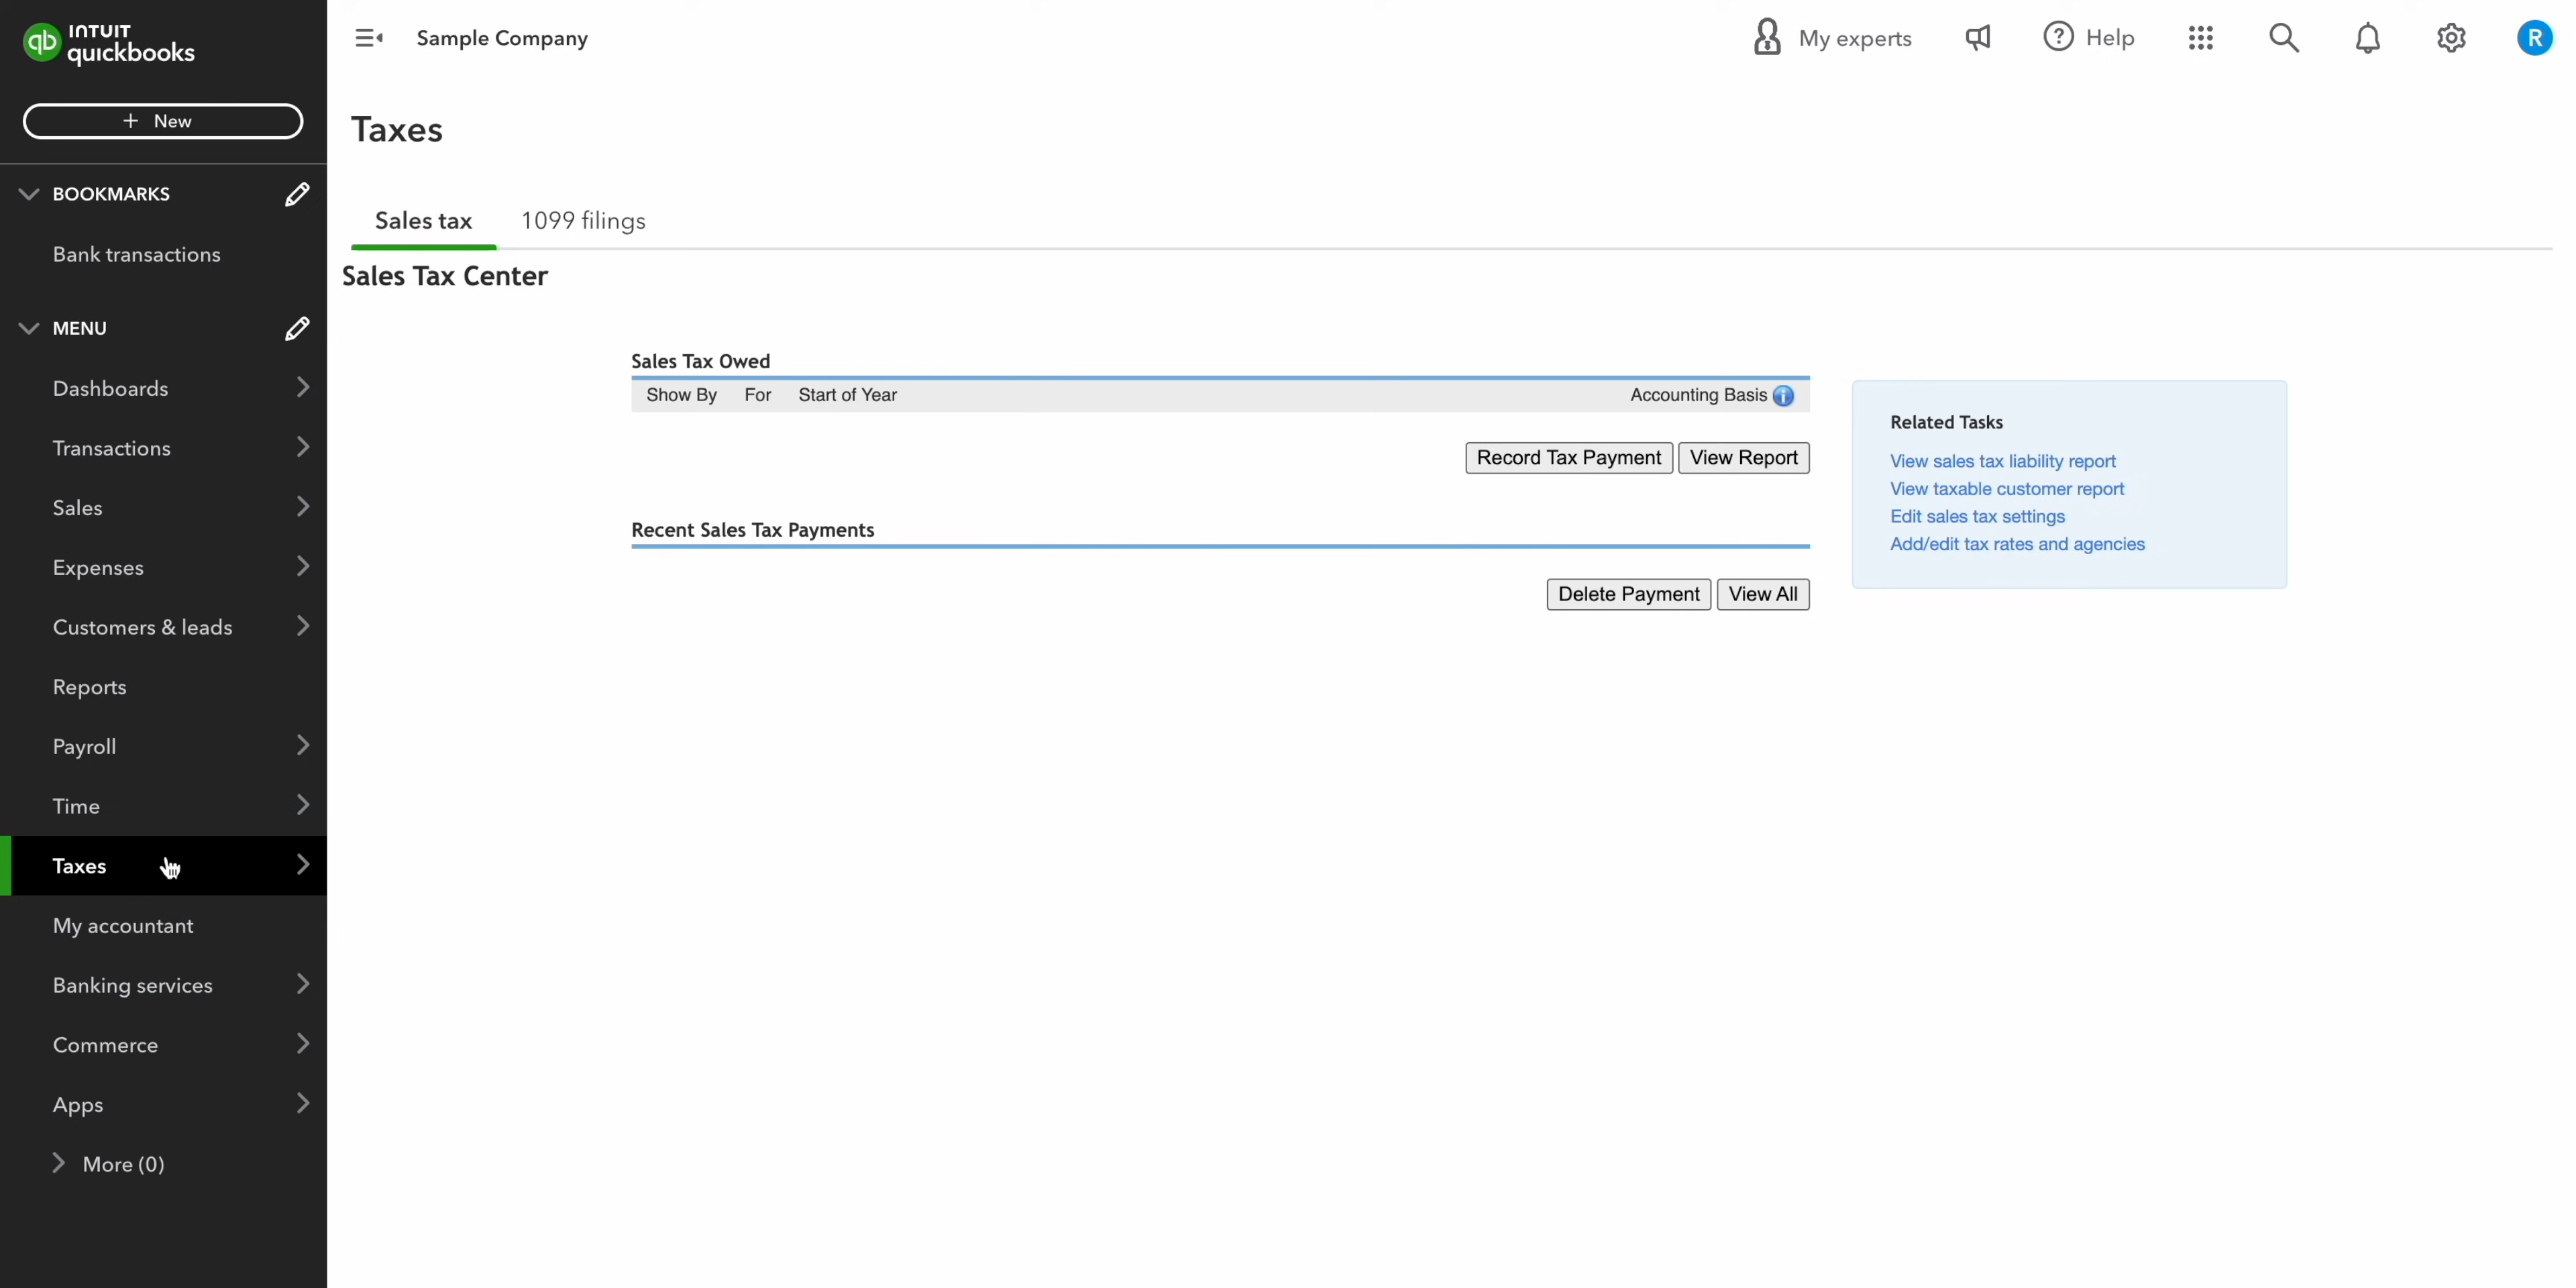 INTUIT
quickbooks
+ New
BOOKMARKS
Bank transactions
MENU
Dashboards
Transactions
Sales
Expenses
Customers & leads
Reports
Payroll
Time
Taxes
My accountant
Banking services
Commerce
Apps
More (0)
Sample Company
My experts
Help
R
Taxes
Sales tax 1099 filings
Sales Tax Center
Sales Tax Owed
Show By For Start of Year Accounting Basis
Record Tax Payment View Report
Recent Sales Tax Payments
Delete Payment View All
Related Tasks
View sales tax liability report
View taxable customer report
Edit sales tax settings
Add/edit tax rates and agencies